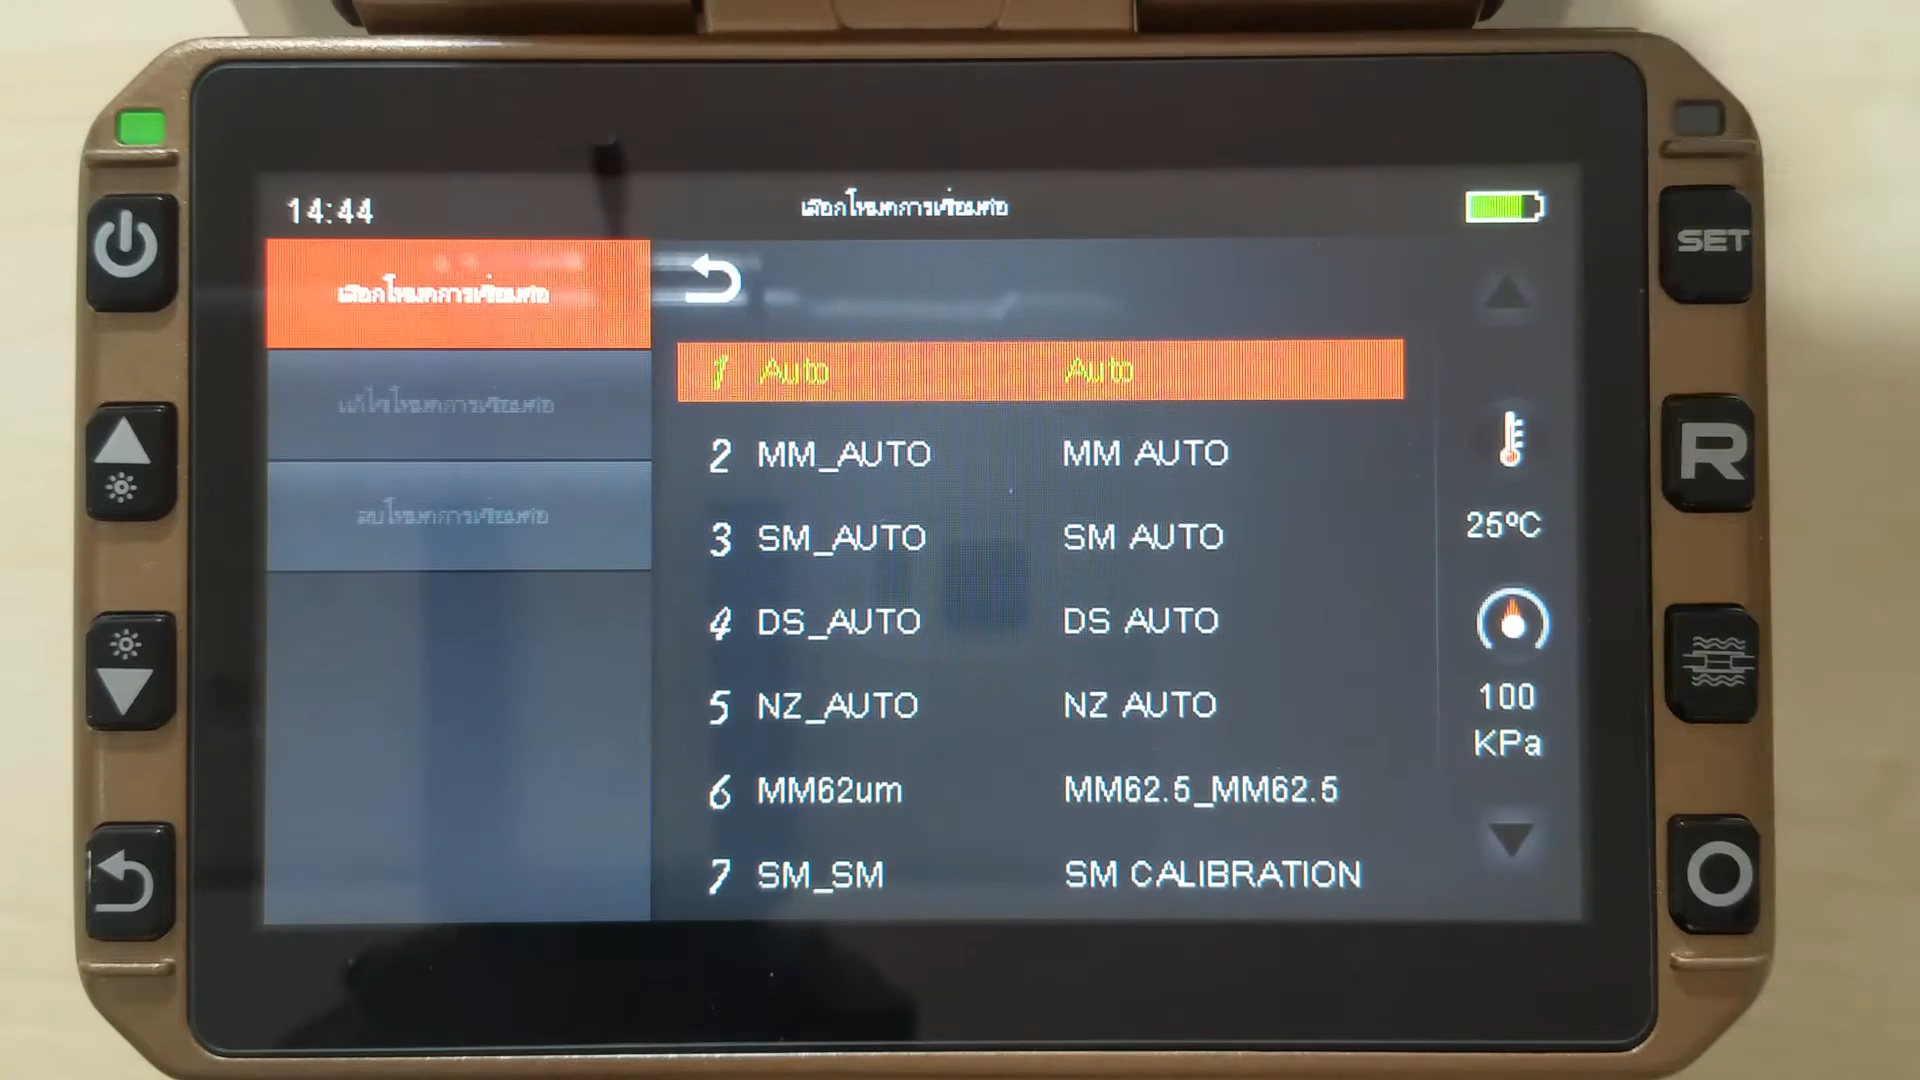 14:44
เลือกโหมดการเชื่อมต่อ
เลือกโหมดการเชื่อมต่อ
แก้ไขโหมดการเชื่อมต่อ
ลบโหมดการเชื่อมต่อ
1 Auto Auto
2 MM_AUTO MM AUTO
3 SM_AUTO SM AUTO
4 DS_AUTO DS AUTO
5 NZ_AUTO NZ AUTO
6 MM62um MM62.5_MM62.5
7 SM_SM SM CALIBRATION
25ºC
100
KPa
SET
R